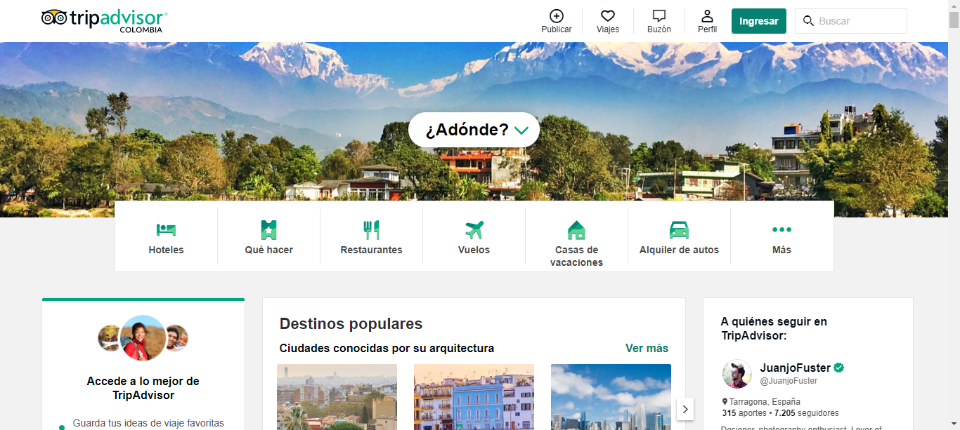 tripadvisor
COLOMBIA
Publicar
Viajes
Buzón
Perfil
Ingresar
Buscar
¿Adónde?
Hoteles
Qué hacer
Restaurantes
Vuelos
Casas de
vacaciones
Alquiler de autos
Más
Accede a lo mejor de
TripAdvisor
Guarda tus ideas de viaje favoritas
Destinos populares
Ciudades conocidas por su arquitectura
Ver más
A quiénes seguir en
TripAdvisor:
JuanjoFuster
@JuanjoFuster
Tarragona, España
315 aportes • 7.205 seguidores
Designer, photography enthusiast, Lover of